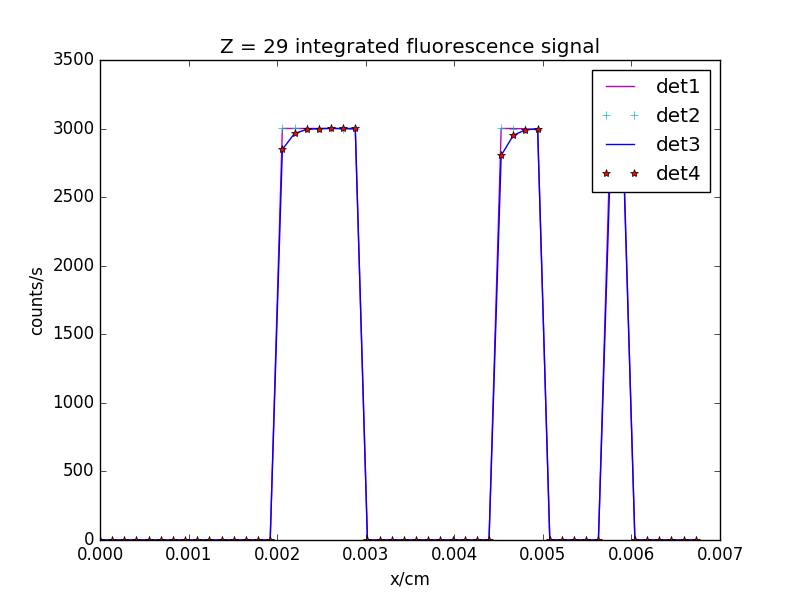 Z = 29 integrated fluorescence signal
3500
3000
2500
2000
1500
1000
500
0
counts/s
det1
det2
det3
det4
0.000 0.001 0.002 0.003 0.004 0.005 0.006 0.007
x/cm